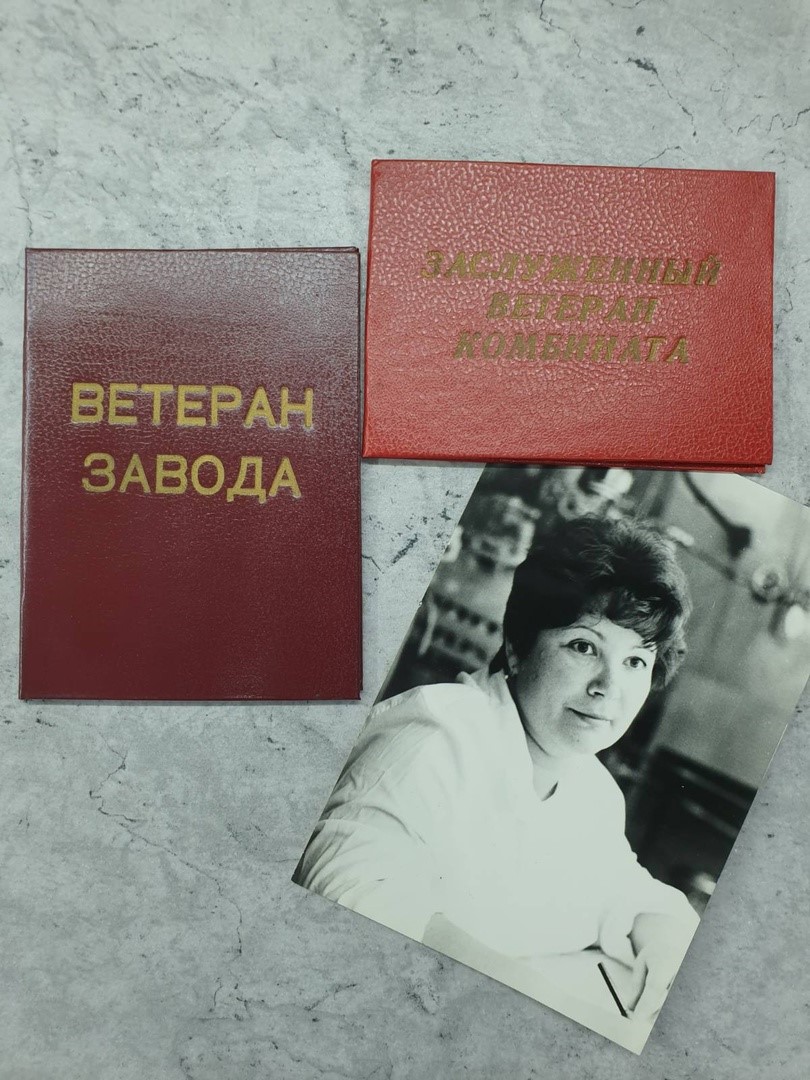 ВЕТЕРАН
ЗАВОДА
ЗАСЛУЖЕННЫЙ
ВЕТЕРАН
КОМБИНАТА